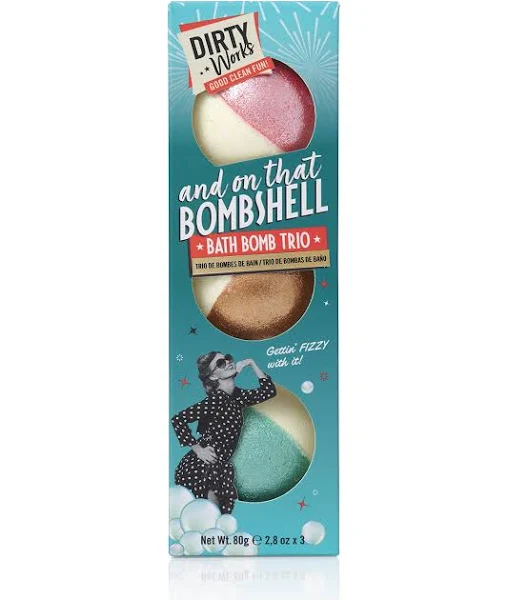 DIRTY
Works
GOOD CLEAN FUN!
and on that
BOMBSHELL
BATH BOMB TRIO
TRIO DE BOMBES DE BAIN / TRIO DE BOMBAS DE BAÑO
Gettin' FIZZY
with it!
Net Wt. 80g ℮ 2,8 oz x 3